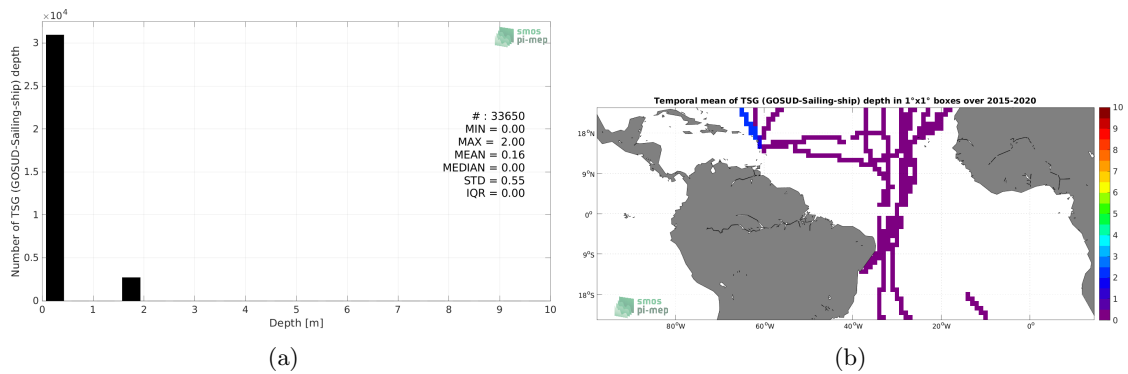 ×10⁴
smos
pi-mep
3
2.5
2
1.5
1
0.5
0
Number of TSG (GOSUD-Sailing-ship) depth
# : 33650
MIN = 0.00
MAX = 2.00
MEAN = 0.16
MEDIAN = 0.00
STD = 0.55
IQR = 0.00
0 1 2 3 4 5 6 7 8 9 10
Depth [m]
(a)
Temporal mean of TSG (GOSUD-Sailing-ship) depth in 1°x1° boxes over 2015-2020
18°N
9°N
0°
9°S
18°S
smos
pi-mep
80°W 60°W 40°W 20°W 0°
10
9
8
7
6
5
4
3
2
1
0
(b)